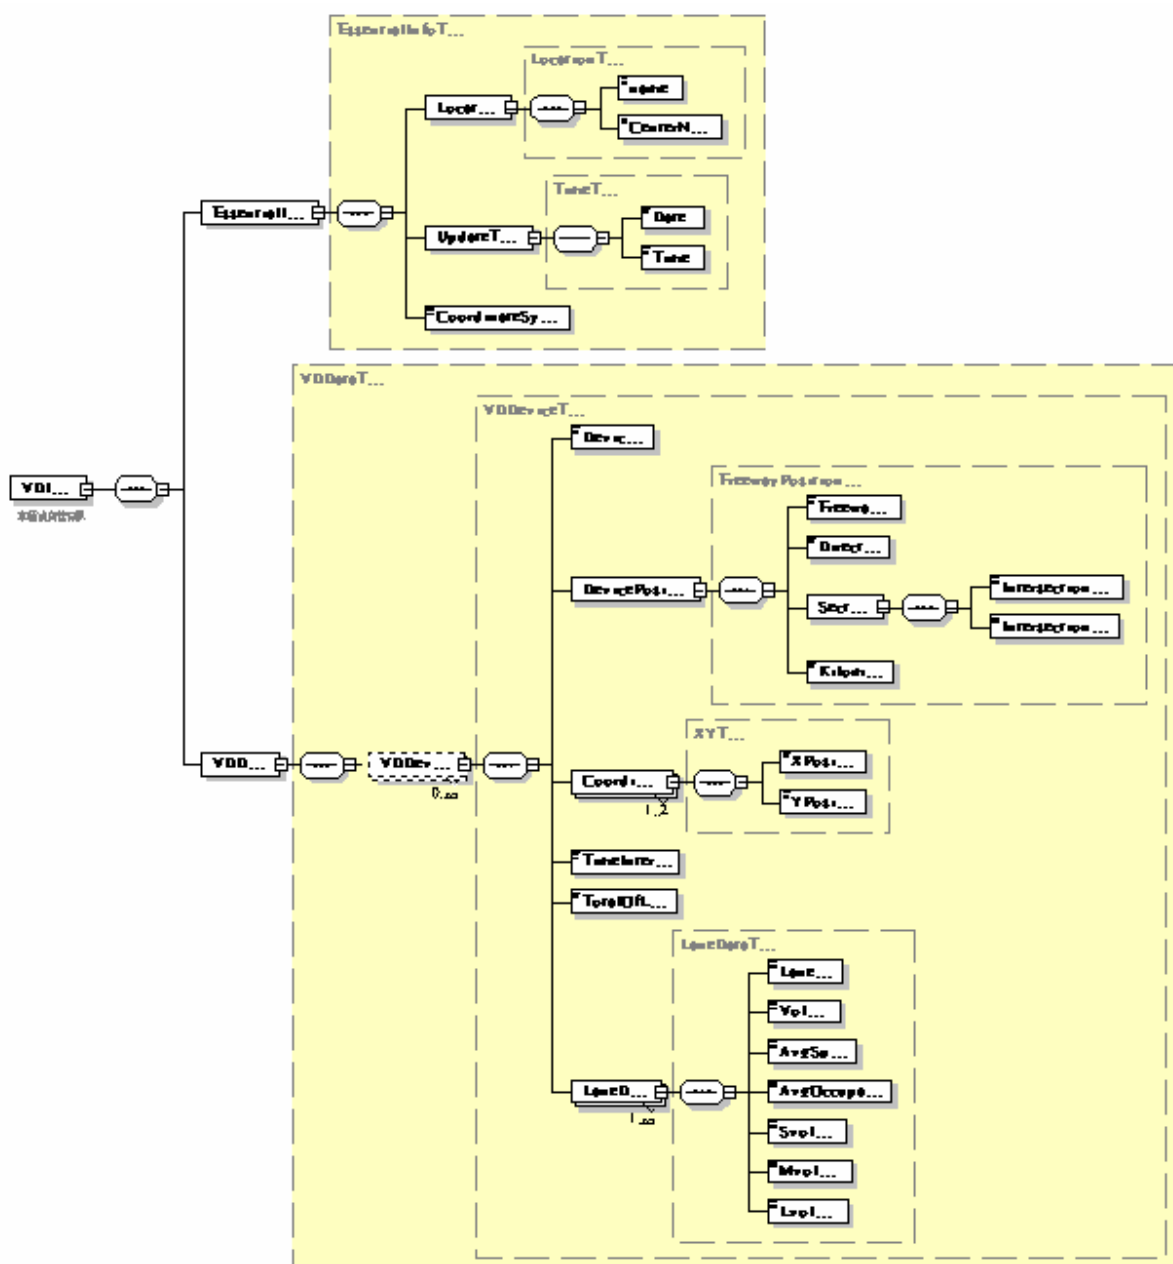 EssentialInfoT...
LocationT...
name
Locat...
CenterN...
TimeT...
Date
EssentialI...
UpdateT...
Time
CoordinateSy...
VDDataT...
VDDeviceT...
Devic...
FreewayPosition...
VDI...
Freewa...
Direct...
DevicePosi...
Intersection...
Sect...
Intersection...
Kilom...
XYT...
VDD...
VDDev...
XPosi...
0..∞
Coordi...
YPosi...
1..2
TimeInter...
TotalOfL...
LaneDataT...
Lane...
Vol...
AvgSp...
LaneD...
AvgOccupa...
1..∞
Svol...
Mvol...
Lvol...